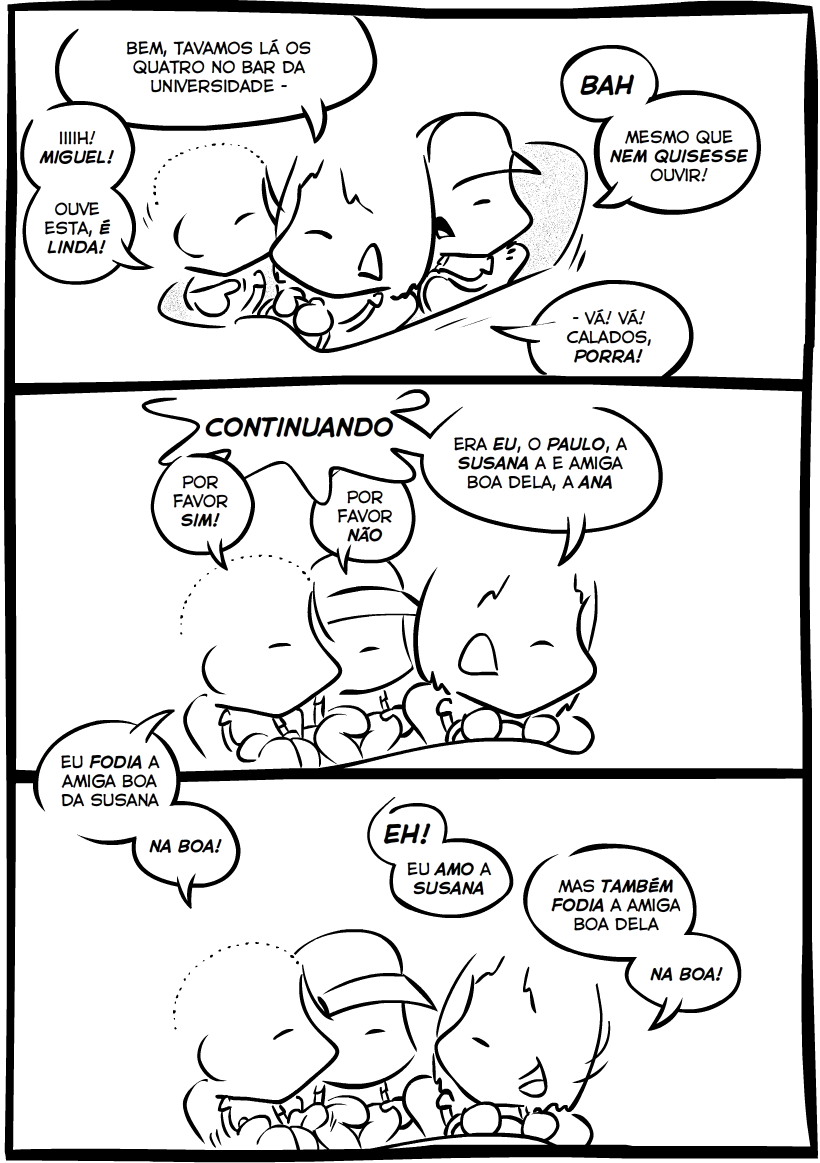 BEM, TAVAMOS LÁ OS
QUATRO NO BAR DA
UNIVERSIDADE -
IIIIH!
MIGUEL!
OUVE
ESTA, É
LINDA!
BAH
MESMO QUE
NEM QUISESSE
OUVIR!
- VÁ! VÁ!
CALADOS,
PORRA!
CONTINUANDO
ERA EU, O PAULO, A
SUSANA A E AMIGA
BOA DELA, A ANA
POR
FAVOR
SIM!
POR
FAVOR
NÃO
EU FODIA A
AMIGA BOA
DA SUSANA
NA BOA!
EH!
EU AMO A
SUSANA
MAS TAMBÉM
FODIA A AMIGA
BOA DELA
NA BOA!